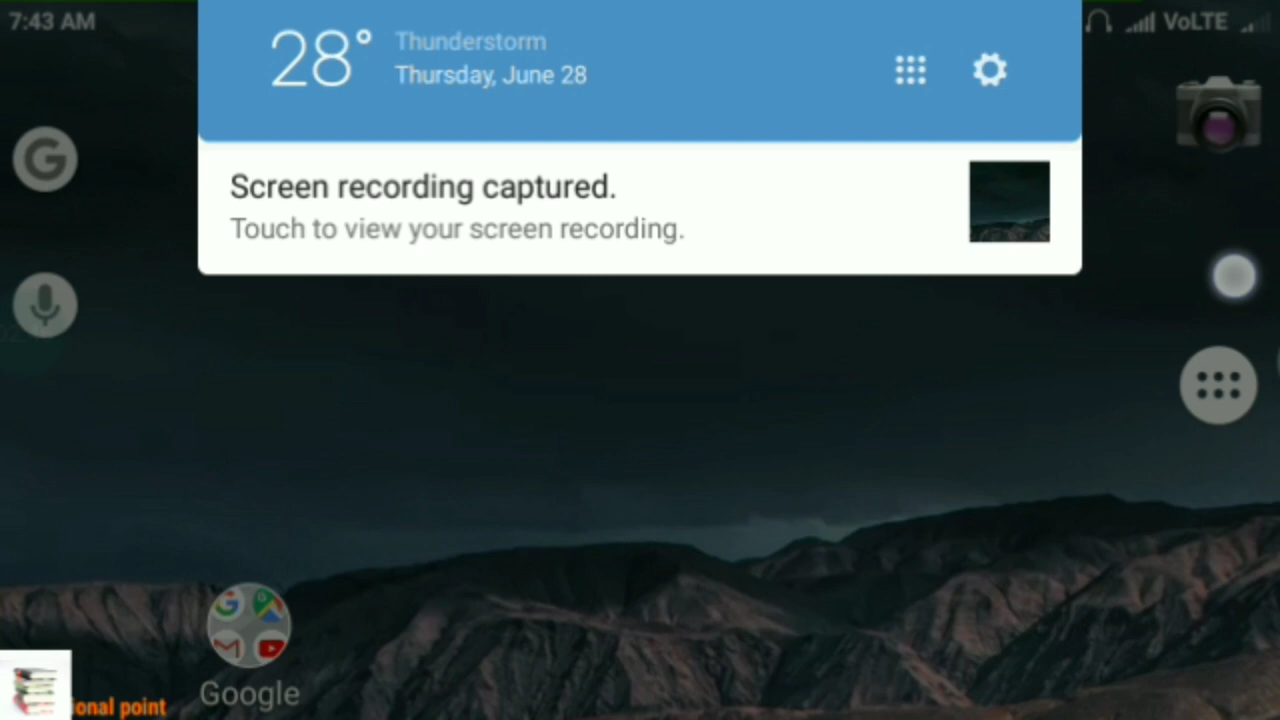 7:43 AM
28°
Thunderstorm
Thursday, June 28
VoLTE
Screen recording captured.
Touch to view your screen recording.
Google
ional point